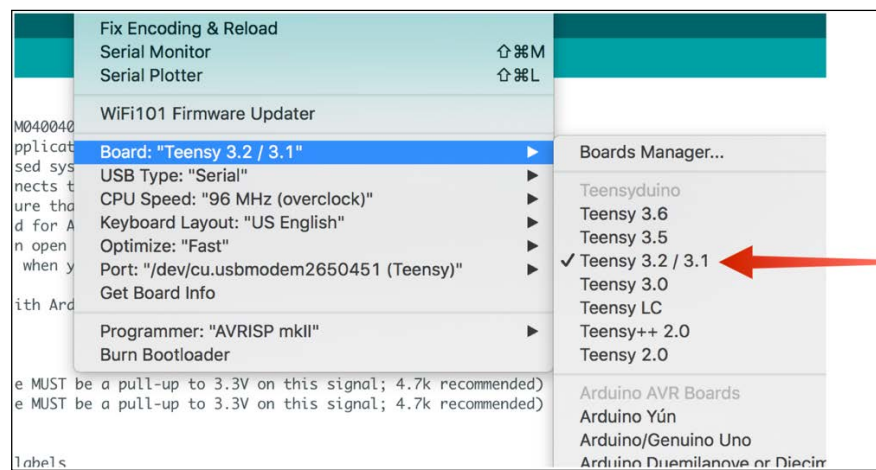 Fix Encoding & Reload
Serial Monitor ⇧⌘M
Serial Plotter ⇧⌘L
WiFi101 Firmware Updater
Board: "Teensy 3.2 / 3.1"
USB Type: "Serial"
CPU Speed: "96 MHz (overclock)"
Keyboard Layout: "US English"
Optimize: "Fast"
Port: "/dev/cu.usbmodem2650451 (Teensy)"
Get Board Info
Programmer: "AVRISP mkII"
Burn Bootloader
Boards Manager...
Teensyduino
Teensy 3.6
Teensy 3.5
✓ Teensy 3.2 / 3.1
Teensy 3.0
Teensy LC
Teensy++ 2.0
Teensy 2.0
Arduino AVR Boards
Arduino Yún
Arduino/Genuino Uno
Arduino Duemilanove or Diecim
M040040
pplicat
sed sys
nects t
ure tha
d for A
n open
when y
ith Ard
e MUST be a pull-up to 3.3V on this signal; 4.7k recommended)
e MUST be a pull-up to 3.3V on this signal; 4.7k recommended)
labels